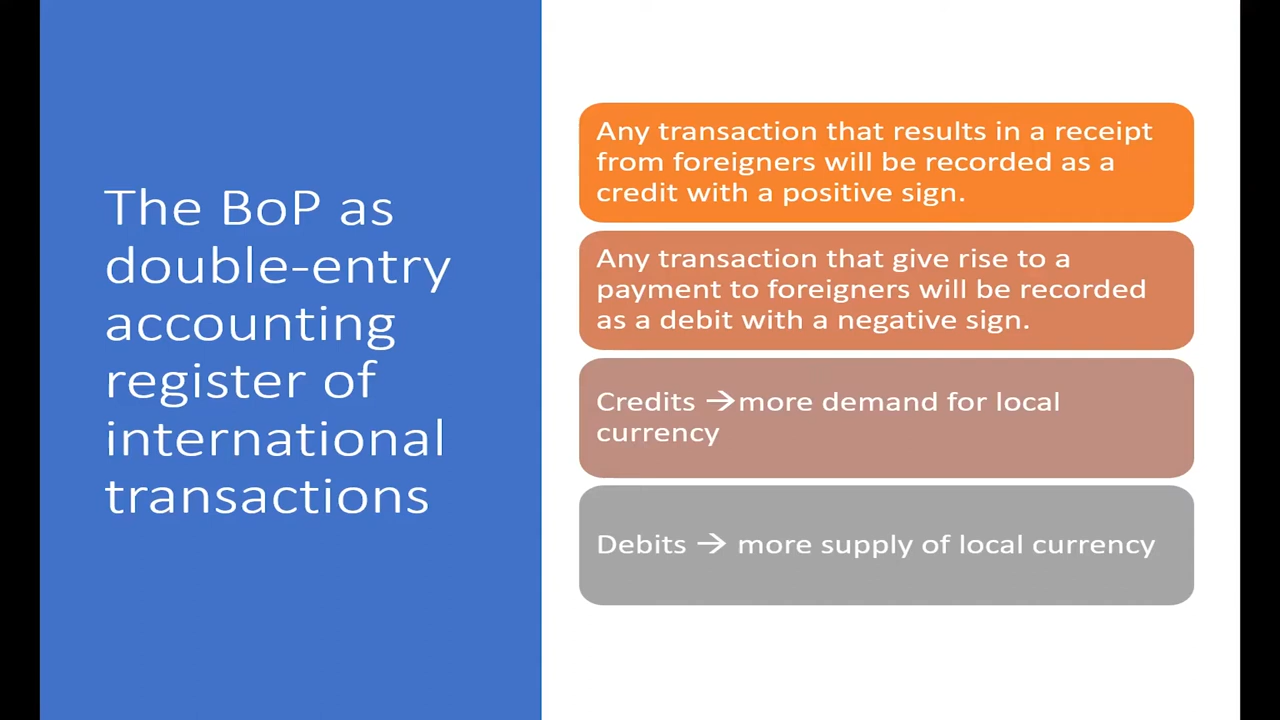 The BoP as
double-entry
accounting
register of
international
transactions
Any transaction that results in a receipt
from foreigners will be recorded as a
credit with a positive sign.
Any transaction that give rise to a
payment to foreigners will be recorded
as a debit with a negative sign.
Credits →more demand for local
currency
Debits → more supply of local currency